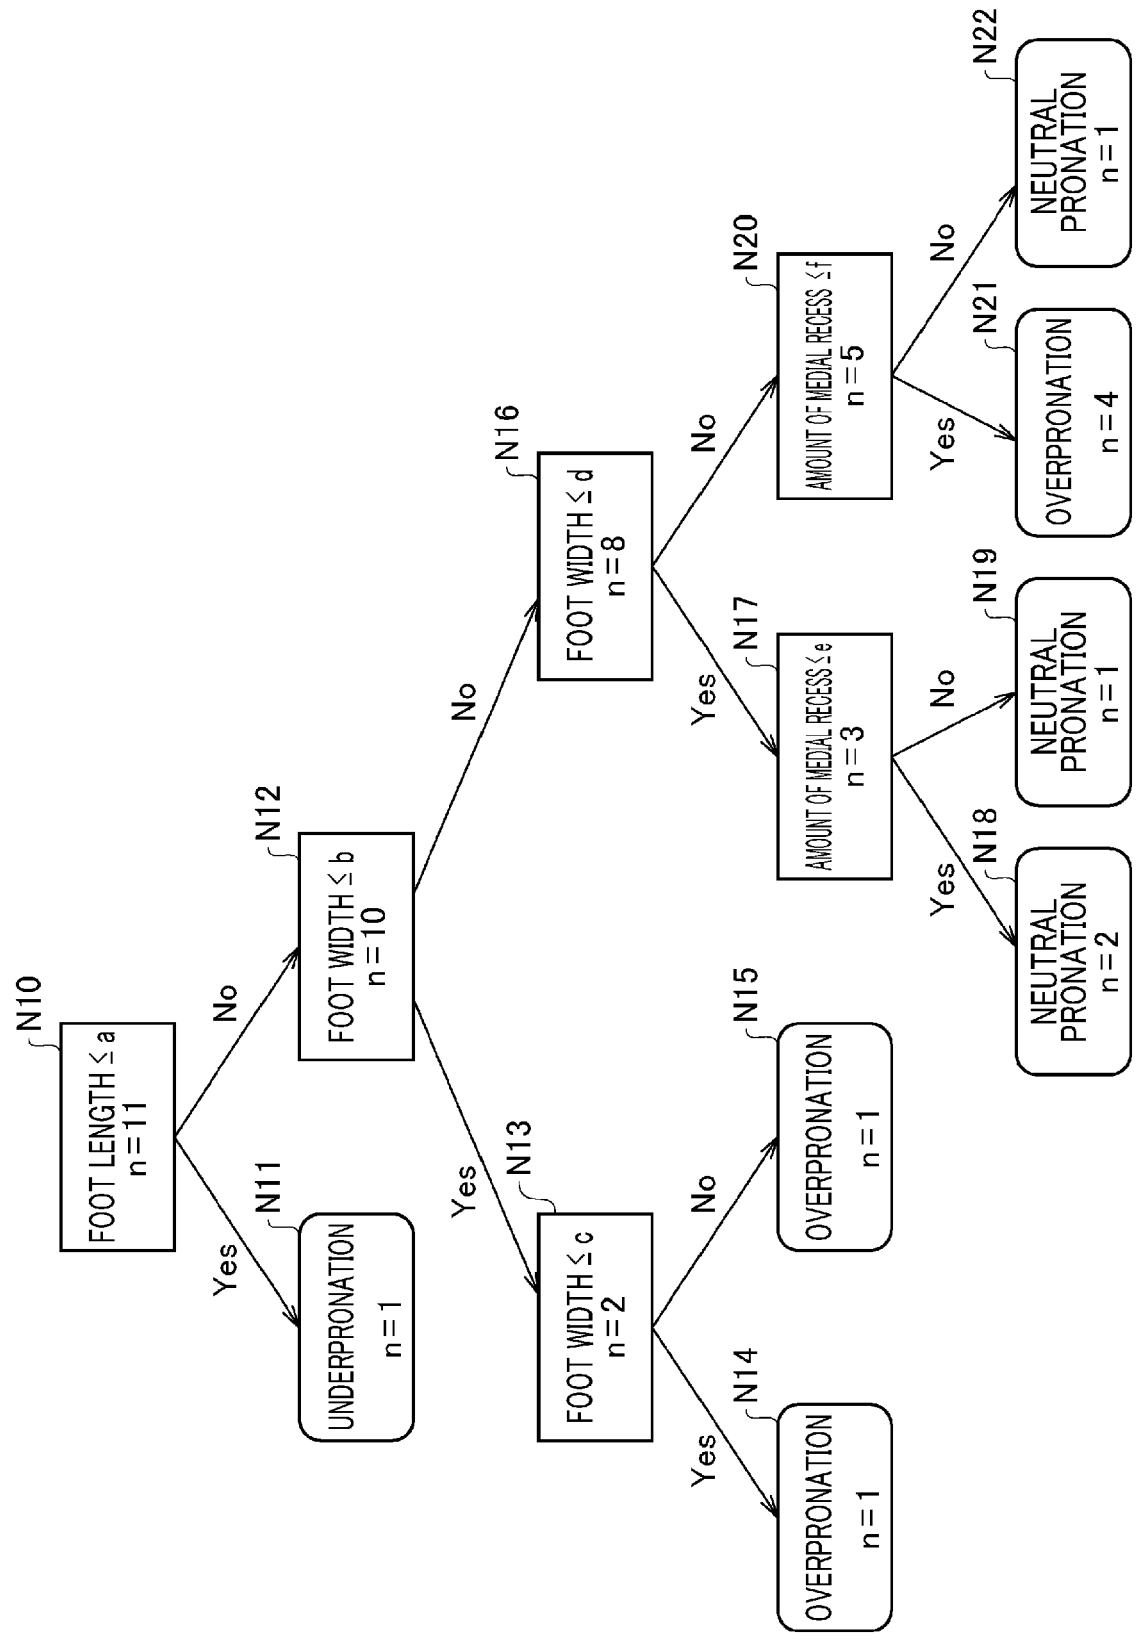 N10
FOOT LENGTH ≦ a
n=11
Yes
No
N11
UNDERPRONATION
n=1
N12
FOOT WIDTH ≦ b
n=10
Yes
No
N13
FOOT WIDTH ≦ c
n=2
N16
FOOT WIDTH ≦ d
n=8
Yes
No
Yes
No
N14
OVERPRONATION
n=1
N15
OVERPRONATION
n=1
N17
AMOUNT OF MEDIAL RECESS ≦ e
n=3
N20
AMOUNT OF MEDIAL RECESS ≦ f
n=5
Yes
No
Yes
No
N18
NEUTRAL
PRONATION
n=2
N19
NEUTRAL
PRONATION
n=1
N21
OVERPRONATION
n=4
N22
NEUTRAL
PRONATION
n=1